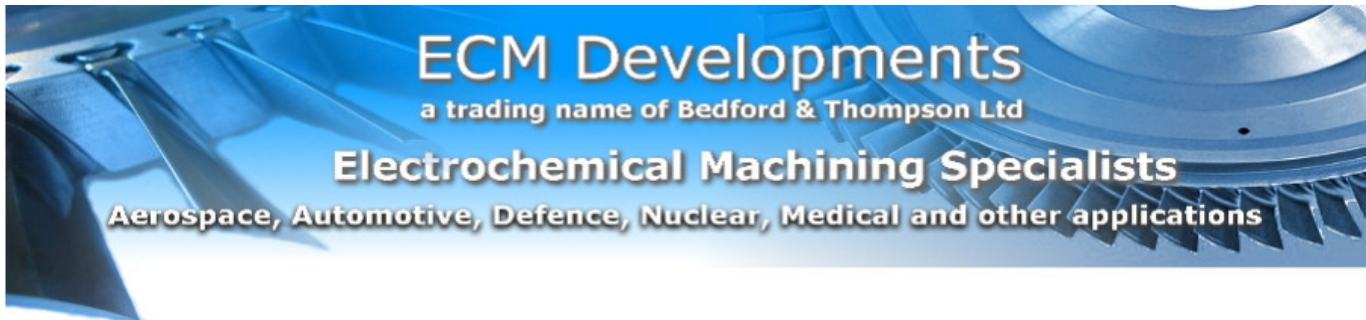 ECM Developments
a trading name of Bedford & Thompson Ltd
Electrochemical Machining Specialists
Aerospace, Automotive, Defence, Nuclear, Medical and other applications